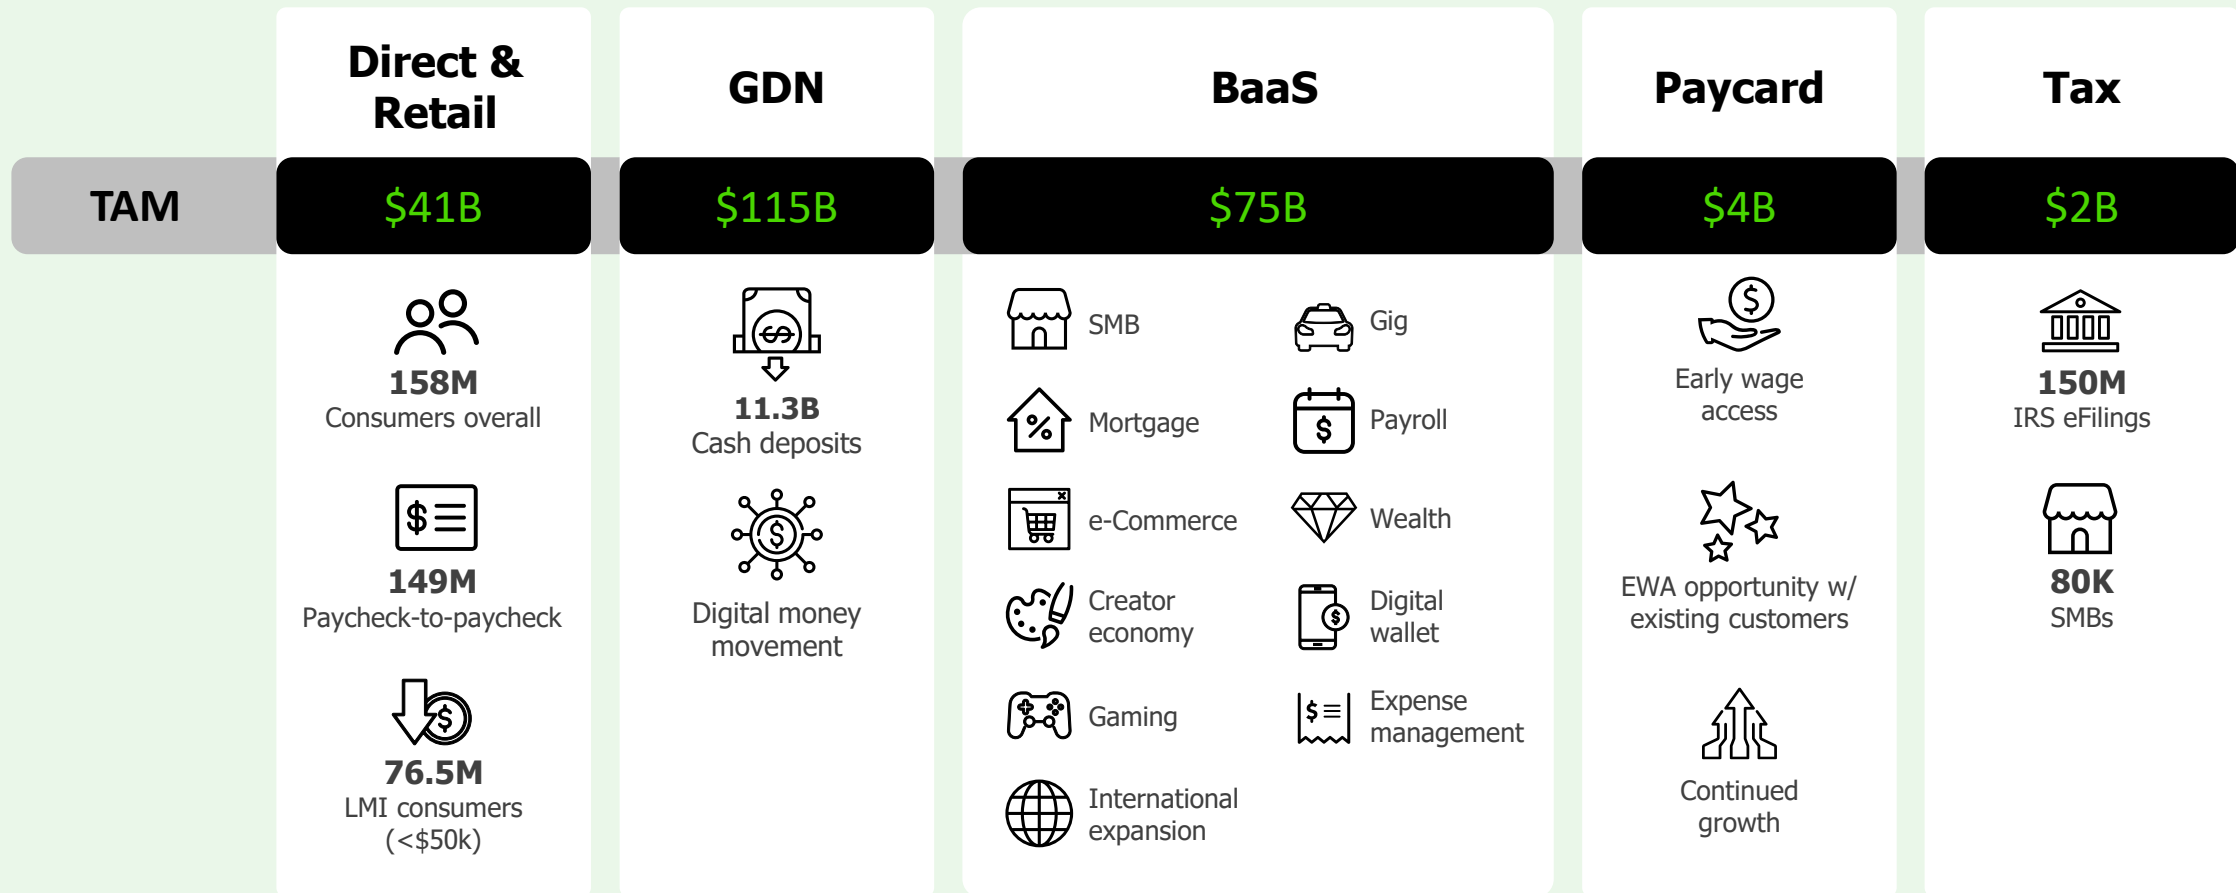 Direct &
Retail
GDN
BaaS
Paycard
Tax
TAM
$41B
$115B
$75B
$4B
$2B
158M
Consumers overall
$
149M
Paycheck-to-paycheck
$
76.5M
LMI consumers
(<$50k)
$
11.3B
Cash deposits
$
Digital money
movement
SMB
%
Mortgage
x
e-Commerce
Creator
economy
Gaming
International
expansion
Gig
$
Payroll
Wealth
$
Digital
wallet
$
Expense
management
$
Early wage
access
EWA opportunity w/
existing customers
Continued
growth
150M
IRS eFilings
80K
SMBs